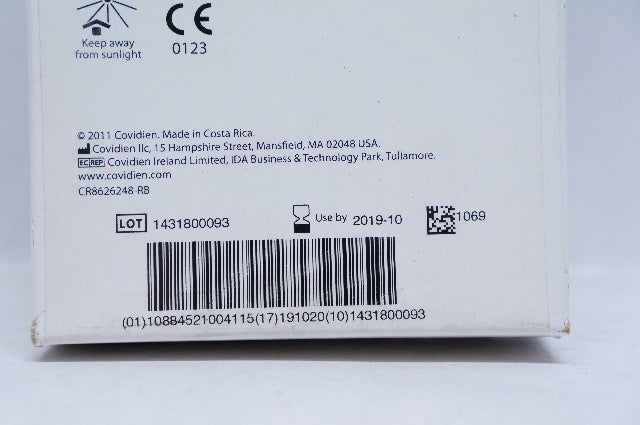 Keep away
from sunlight
CE
0123
© 2011 Covidien. Made in Costa Rica.
Covidien llc, 15 Hampshire Street, Mansfield, MA 02048 USA.
EC REP Covidien Ireland Limited, IDA Business & Technology Park, Tullamore.
www.covidien.com
CR8626248-RB
LOT 1431800093 Use by 2019-10 1069
(01)10884521004115(17)191020(10)1431800093